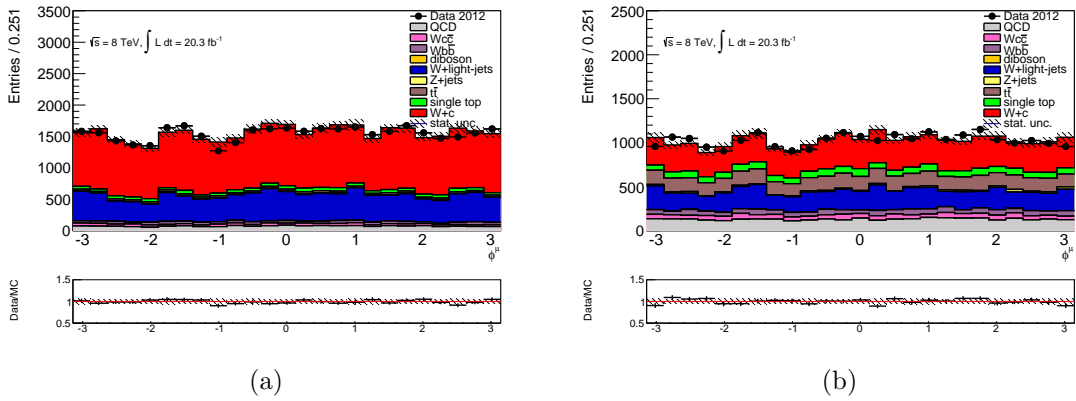 Entries / 0.251
3500
3000
2500
2000
1500
1000
500
0
√s = 8 TeV, ∫ L dt = 20.3 fb⁻¹
Data 2012
QCD
Wcc̄
Wbb̄
diboson
W+light-jets
Z+jets
tt̄
single top
W+c
stat. unc.
-3 -2 -1 0 1 2 3
ϕ^μ
Data/MC
1.5
1
0.5
-3 -2 -1 0 1 2 3
(a)
Entries / 0.251
2500
2000
1500
1000
500
0
√s = 8 TeV, ∫ L dt = 20.3 fb⁻¹
Data 2012
QCD
Wcc̄
Wbb̄
diboson
W+light-jets
Z+jets
tt̄
single top
W+c
stat. unc.
-3 -2 -1 0 1 2 3
ϕ^μ
Data/MC
1.5
1
0.5
-3 -2 -1 0 1 2 3
(b)